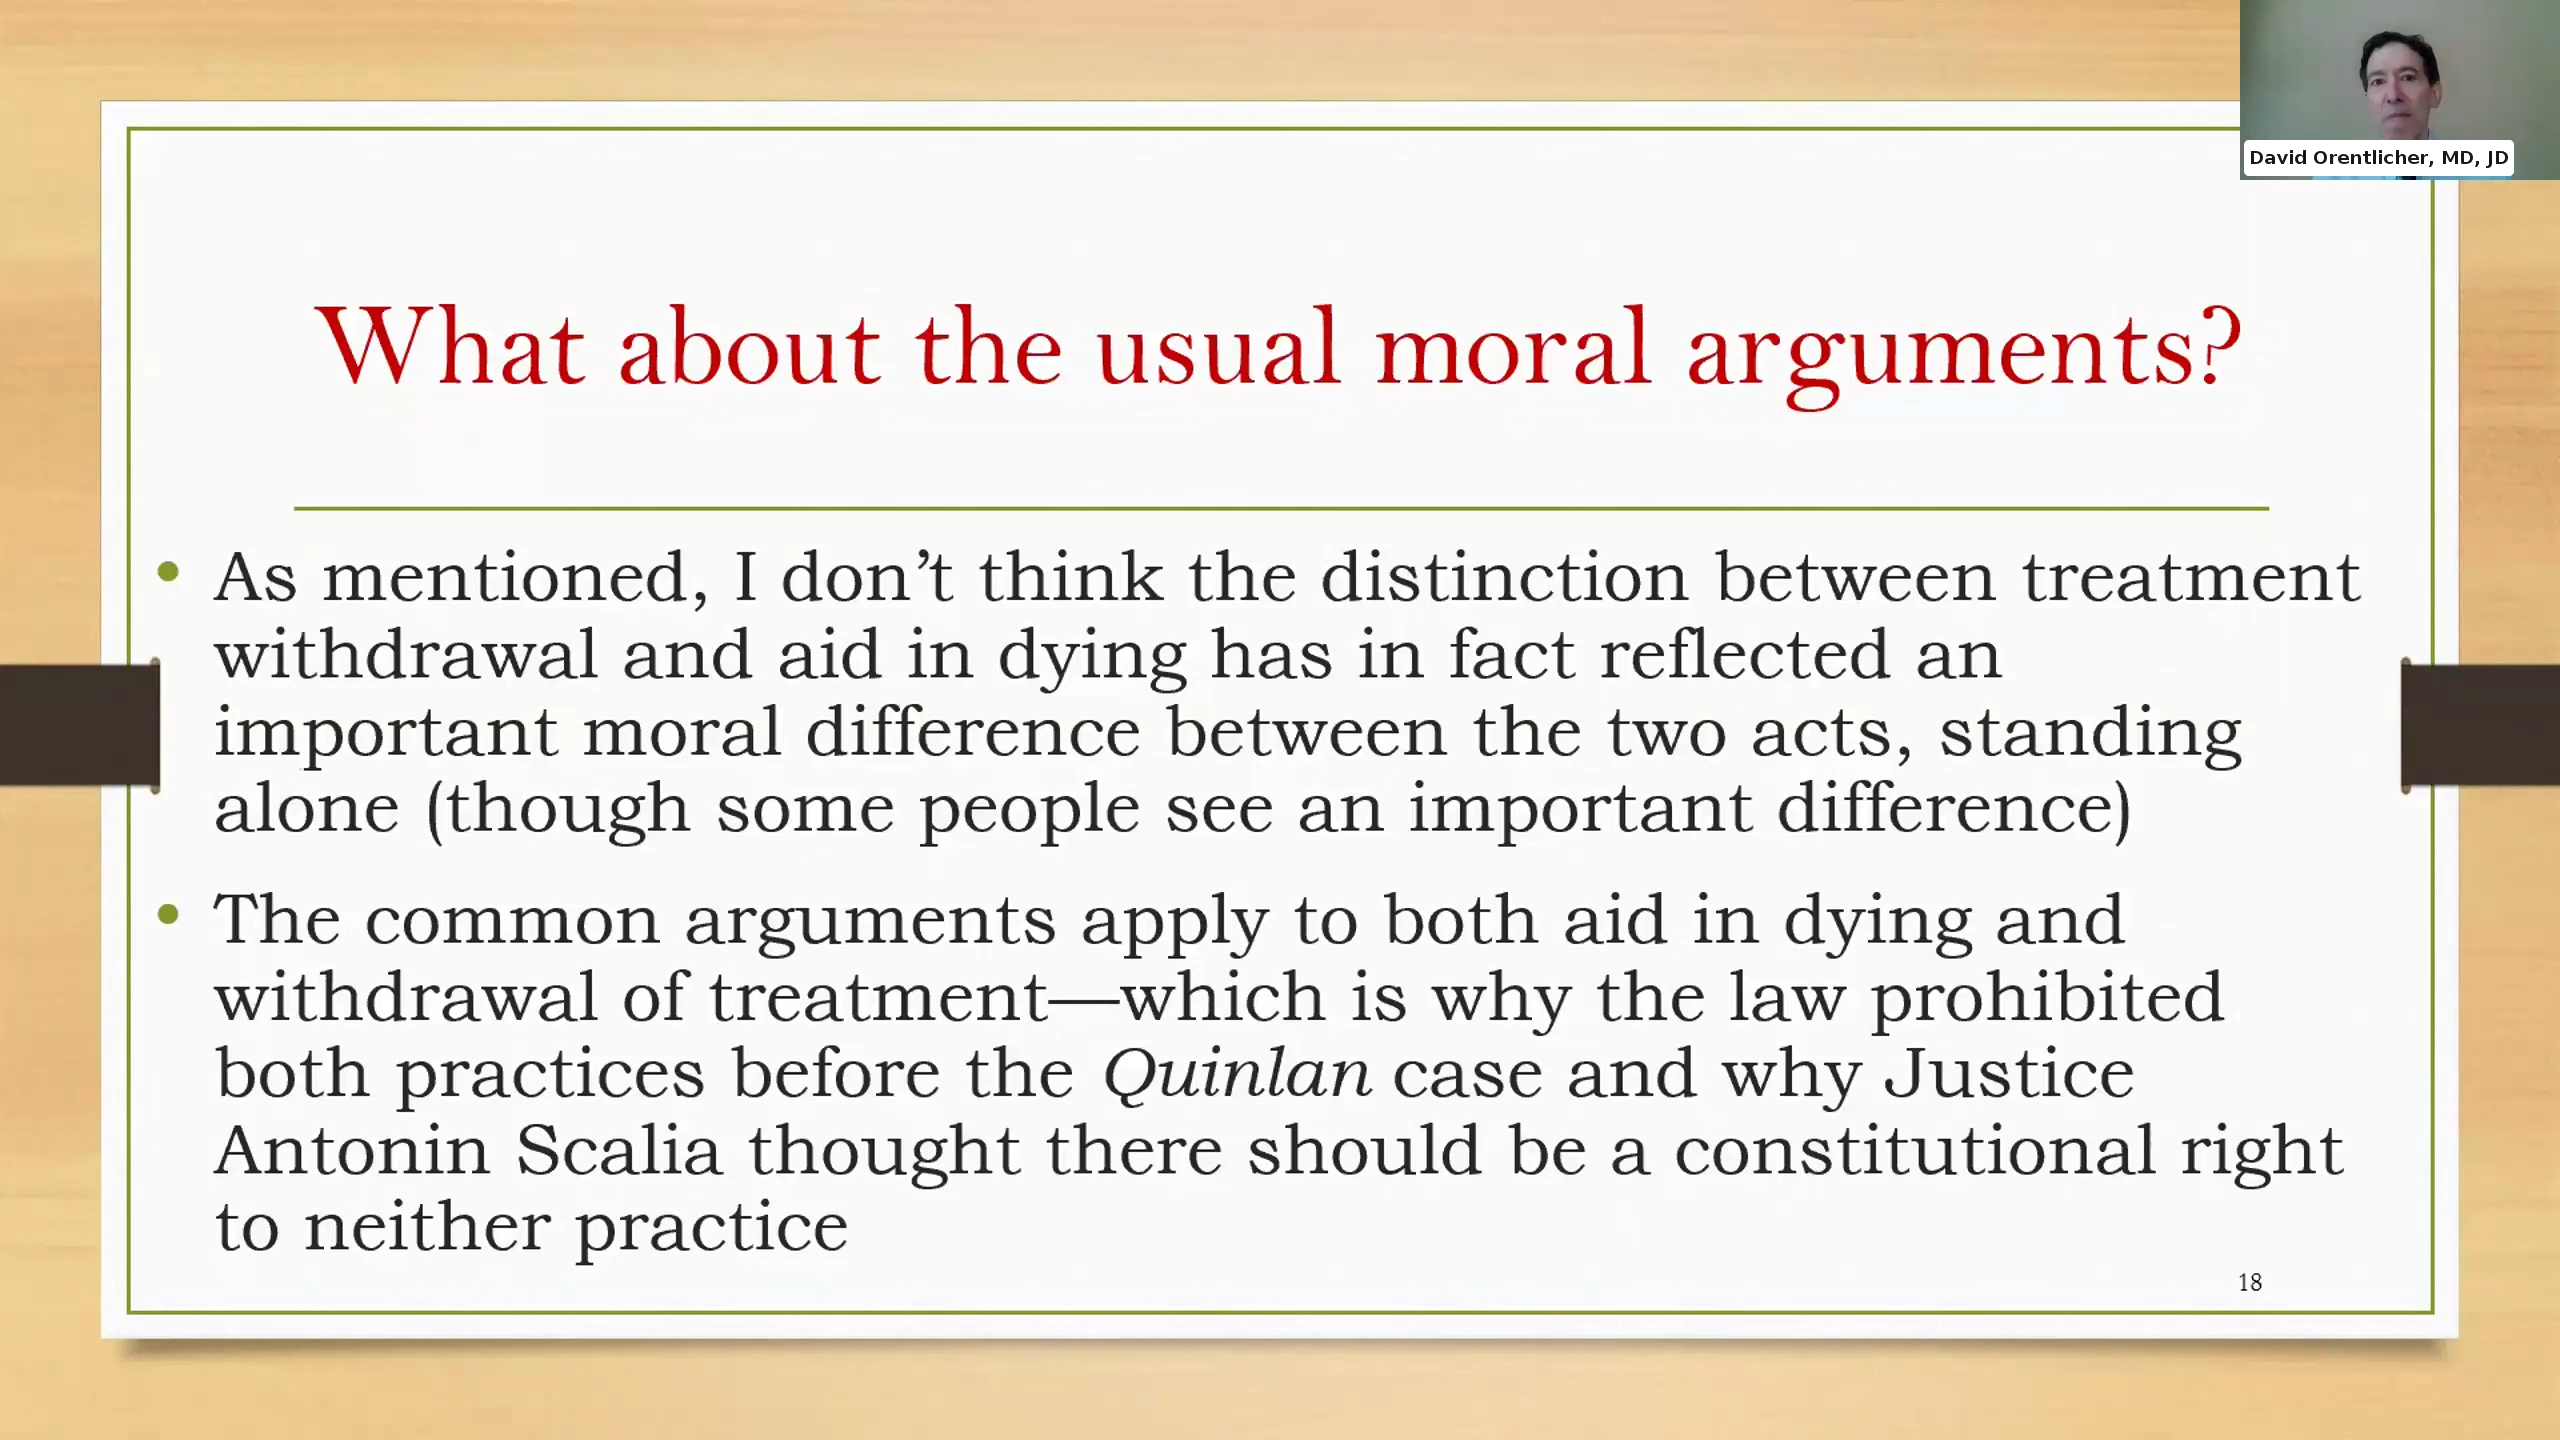 David Orentlicher, MD, JD
What about the usual moral arguments?
• As mentioned, I don’t think the distinction between treatment
withdrawal and aid in dying has in fact reflected an
important moral difference between the two acts, standing
alone (though some people see an important difference)
• The common arguments apply to both aid in dying and
withdrawal of treatment—which is why the law prohibited
both practices before the Quinlan case and why Justice
Antonin Scalia thought there should be a constitutional right
to neither practice
18